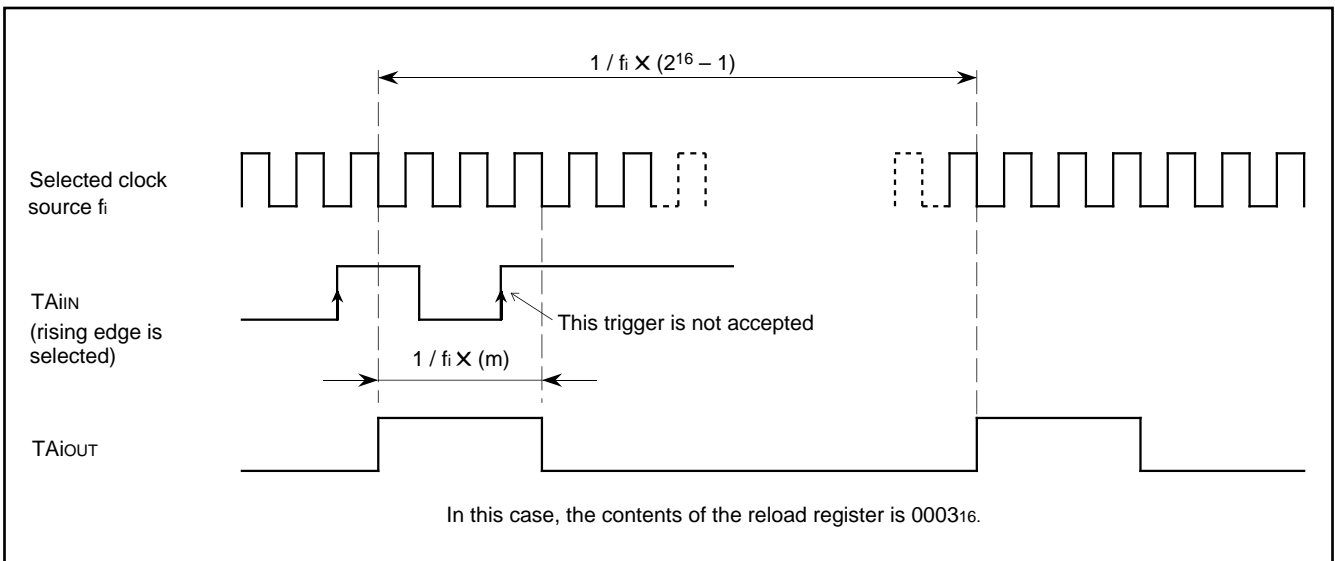 1 / fi X (2¹⁶ – 1)
Selected clock
source fi
TAiIN
(rising edge is
selected)
This trigger is not accepted
1 / fi X (m)
TAiOUT
In this case, the contents of the reload register is 0003₁₆.